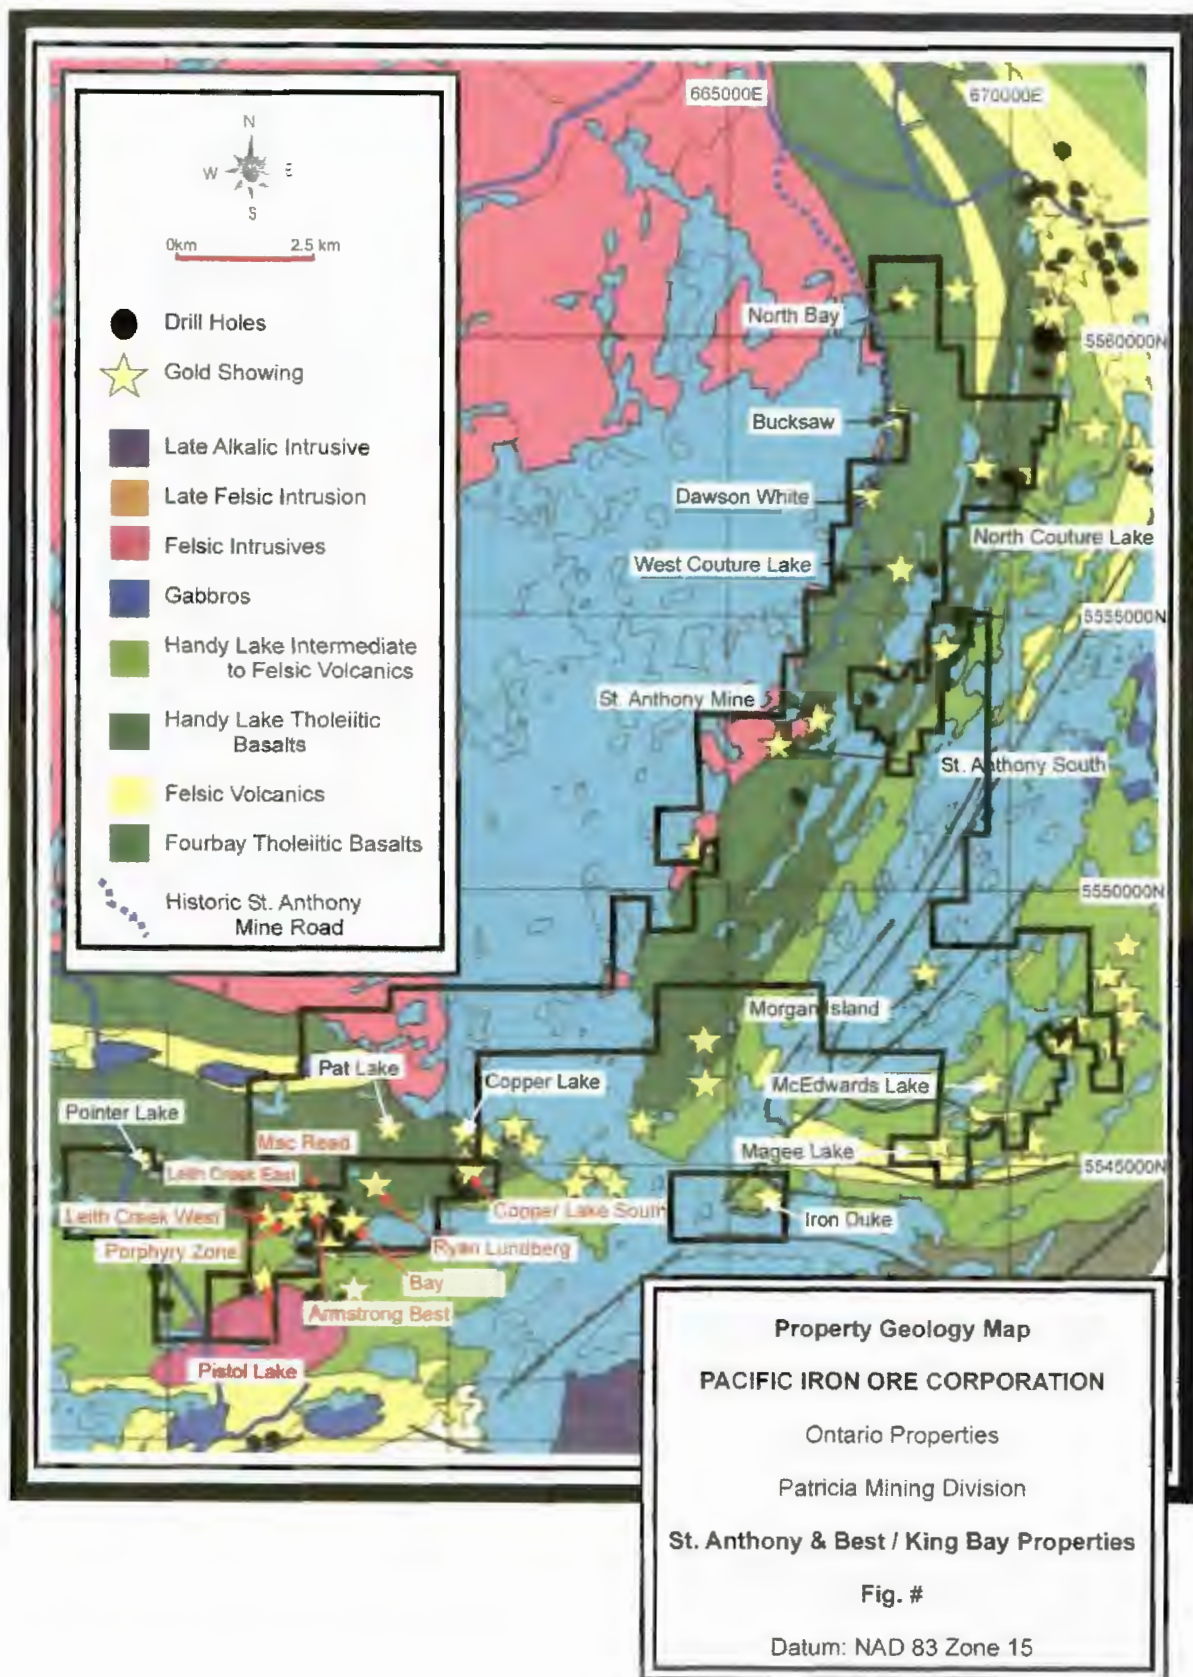 N
W E
S
0km 2.5 km
Drill Holes
Gold Showing
Late Alkalic Intrusive
Late Felsic Intrusion
Felsic Intrusives
Gabbros
Handy Lake Intermediate
to Felsic Volcanics
Handy Lake Tholeiitic
Basalts
Felsic Volcanics
Fourbay Tholeiitic Basalts
Historic St. Anthony
Mine Road
665000E 670000E
North Bay
5560000N
Bucksaw
Dawson White
North Couture Lake
West Couture Lake
5555000N
St. Anthony Mine
St. Anthony South
5550000N
Morgan Island
Pat Lake
Copper Lake
McEdwards Lake
Pointer Lake
Mac Read
Magee Lake
5545000N
Leith Creek East
Leith Creek West
Copper Lake South
Iron Duke
Porphyry Zone
Ryan Lundberg
Bay
Armstrong Best
Pistol Lake
Property Geology Map
PACIFIC IRON ORE CORPORATION
Ontario Properties
Patricia Mining Division
St. Anthony & Best / King Bay Properties
Fig. #
Datum: NAD 83 Zone 15